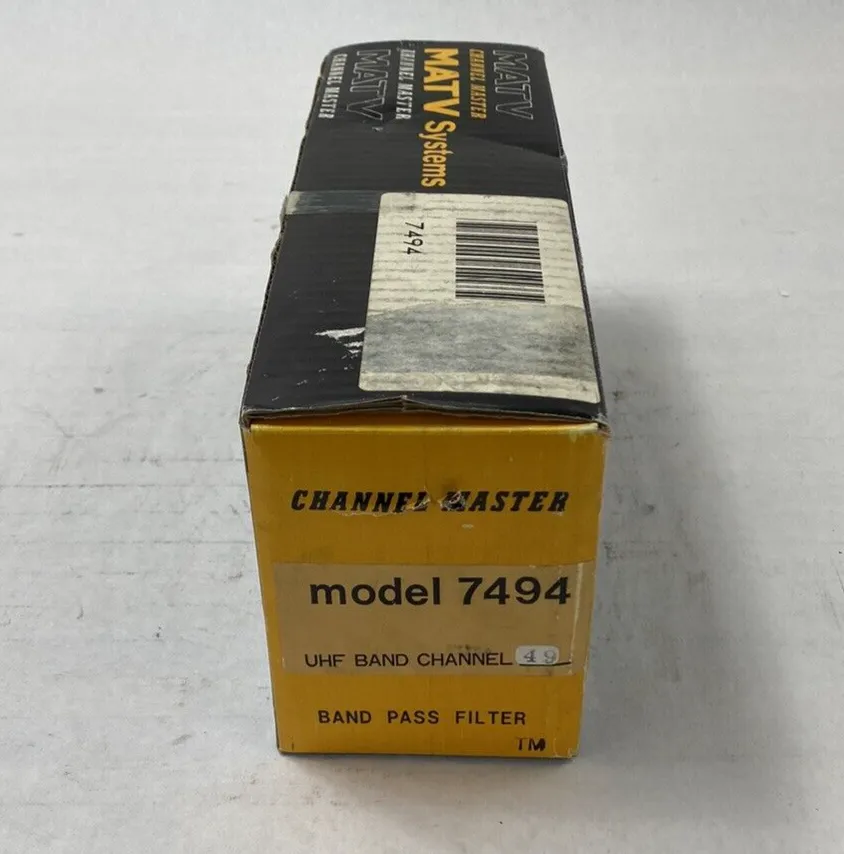 MATV
CHANNEL MASTER
MATV Systems
CHANNEL MASTER
MATV
CHANNEL MASTER
7494
CHANNEL MASTER
model 7494
UHF BAND CHANNEL 49
BAND PASS FILTER
TM